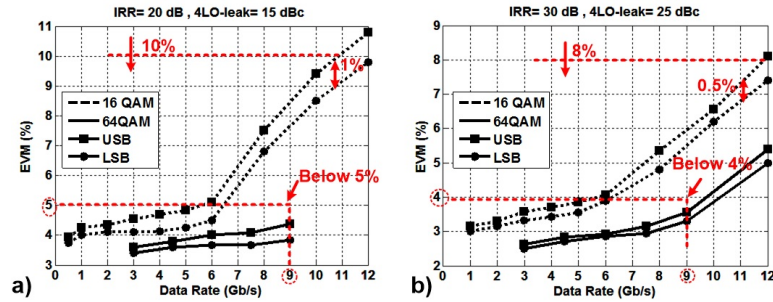 IRR= 20 dB , 4LO-leak= 15 dBc
11
10
9
8
7
6
5
4
3
EVM (%)
10%
1%
16 QAM
64QAM
USB
LSB
Below 5%
0 1 2 3 4 5 6 7 8 9 10 11 12
Data Rate (Gb/s)
a)
IRR= 30 dB , 4LO-leak= 25 dBc
9
8
7
6
5
4
3
2
EVM (%)
8%
0.5%
16 QAM
64QAM
USB
LSB
Below 4%
0 1 2 3 4 5 6 7 8 9 10 11 12
Data Rate (Gb/s)
b)